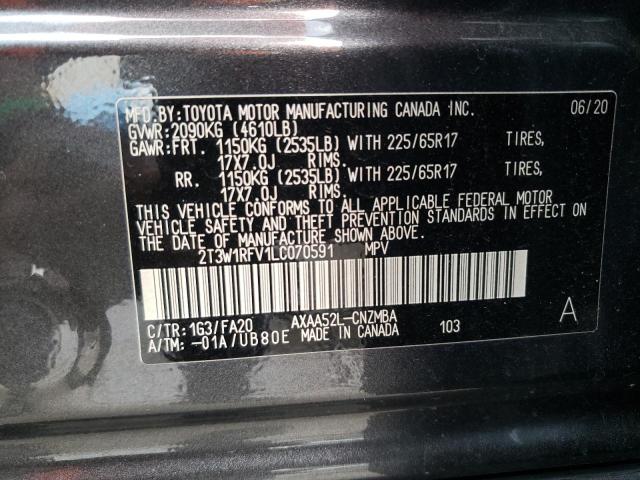 MFD.BY:TOYOTA MOTOR MANUFACTURING CANADA INC. 06/20
GVWR:2090KG (4610LB)
GAWR:FRT. 1150KG (2535LB) WITH 225/65R17 TIRES,
17X7.0J RIMS.
RR. 1150KG (2535LB) WITH 225/65R17 TIRES,
17X7.0J RIMS.
THIS VEHICLE CONFORMS TO ALL APPLICABLE FEDERAL MOTOR
VEHICLE SAFETY AND THEFT PREVENTION STANDARDS IN EFFECT ON
THE DATE OF MANUFACTURE SHOWN ABOVE.
2T3W1RFV1LC070591 MPV
C/TR:1G3/FA20 AXAA52L-CNZMBA A
A/TM:-01A/UB80E MADE IN CANADA 103